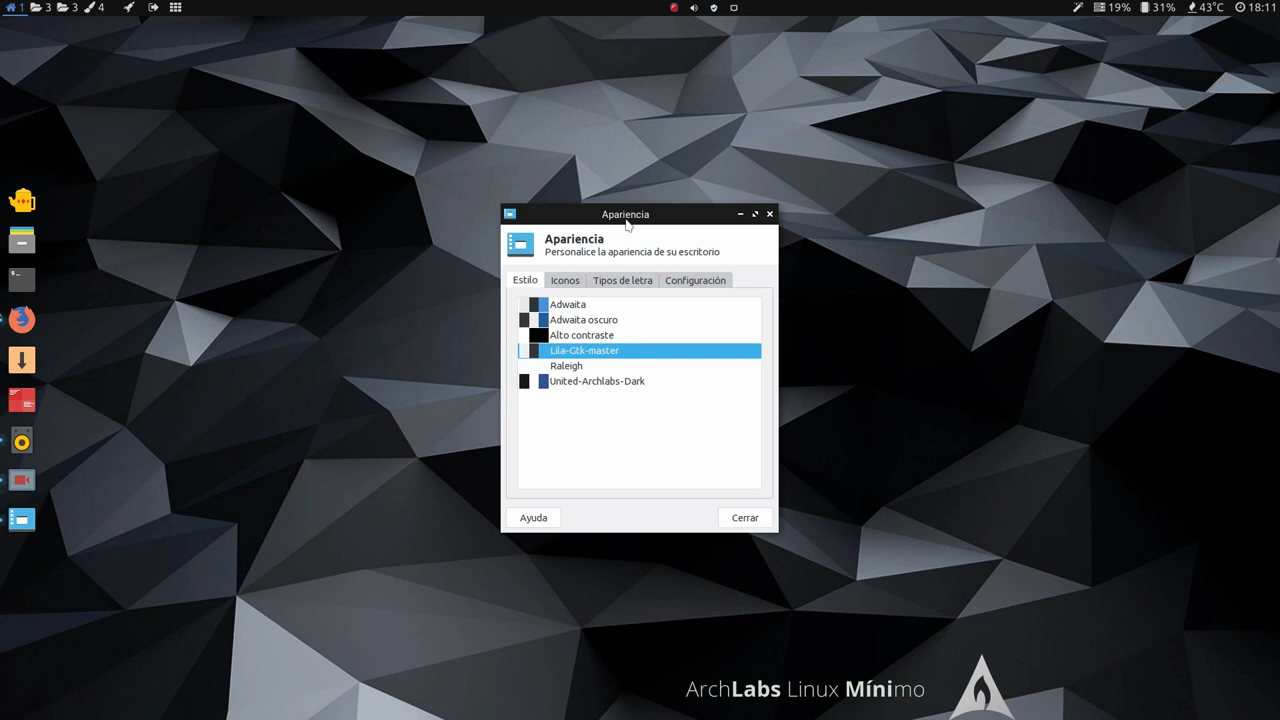 1 3 3 4 19% 31% 43°C 18:11
Apariencia
Apariencia
Personalice la apariencia de su escritorio
Estilo Iconos Tipos de letra Configuración
Adwaita
Adwaita oscuro
Alto contraste
Lila-Gtk-master
Raleigh
United-Archlabs-Dark
Ayuda Cerrar
ArchLabs Linux Mínimo